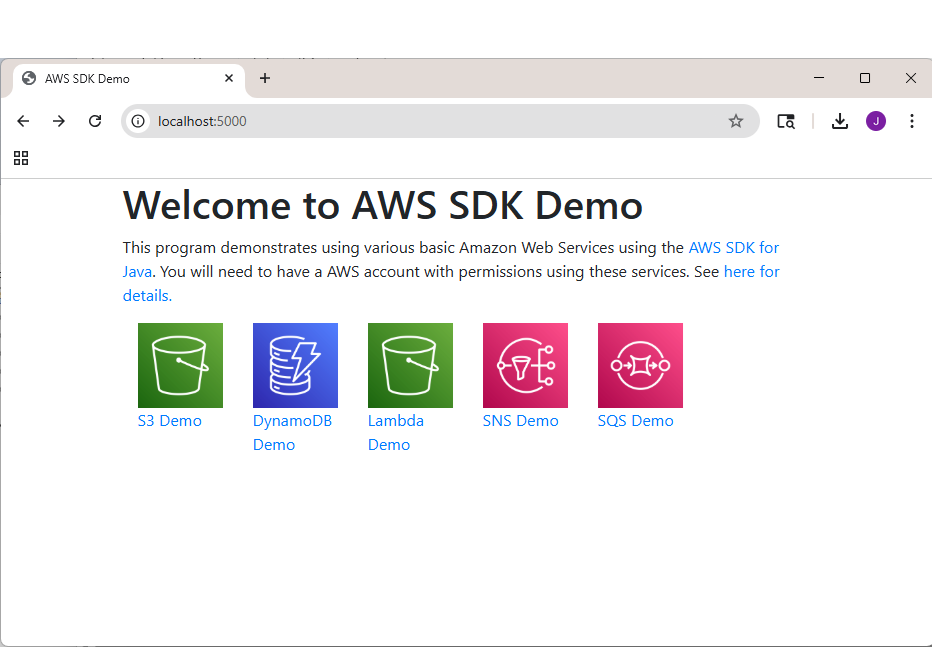 AWS SDK Demo
localhost:5000
J
Welcome to AWS SDK Demo
This program demonstrates using various basic Amazon Web Services using the AWS SDK for
Java. You will need to have a AWS account with permissions using these services. See here for
details.
S3 Demo
DynamoDB
Demo
Lambda
Demo
SNS Demo
SQS Demo